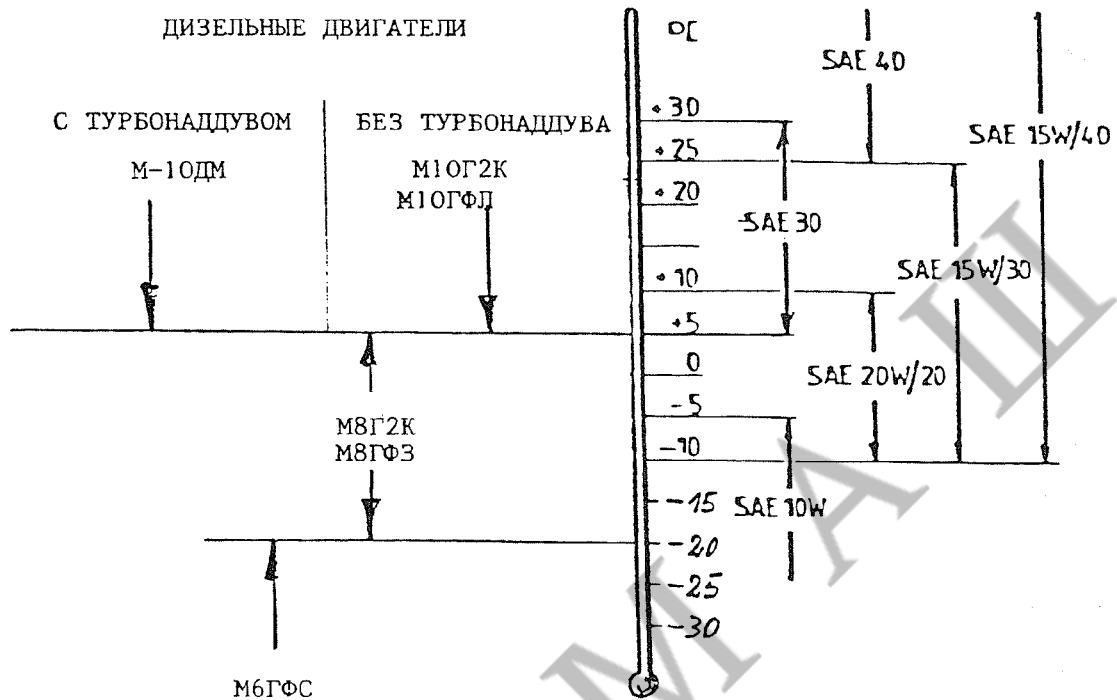 ДИЗЕЛЬНЫЕ ДВИГАТЕЛИ
С ТУРБОНАДДУВОМ
БЕЗ ТУРБОНАДДУВА
М-10ДМ
М10Г2К
М10ГФЛ
М8Г2К
М8ГФЗ
М6ГФС
°C
+30
+25
+20
+10
+5
0
-5
-10
-15
-20
-25
-30
SAE 40
SAE 15W/40
SAE 30
SAE 15W/30
SAE 20W/20
SAE 10W
М А Ш